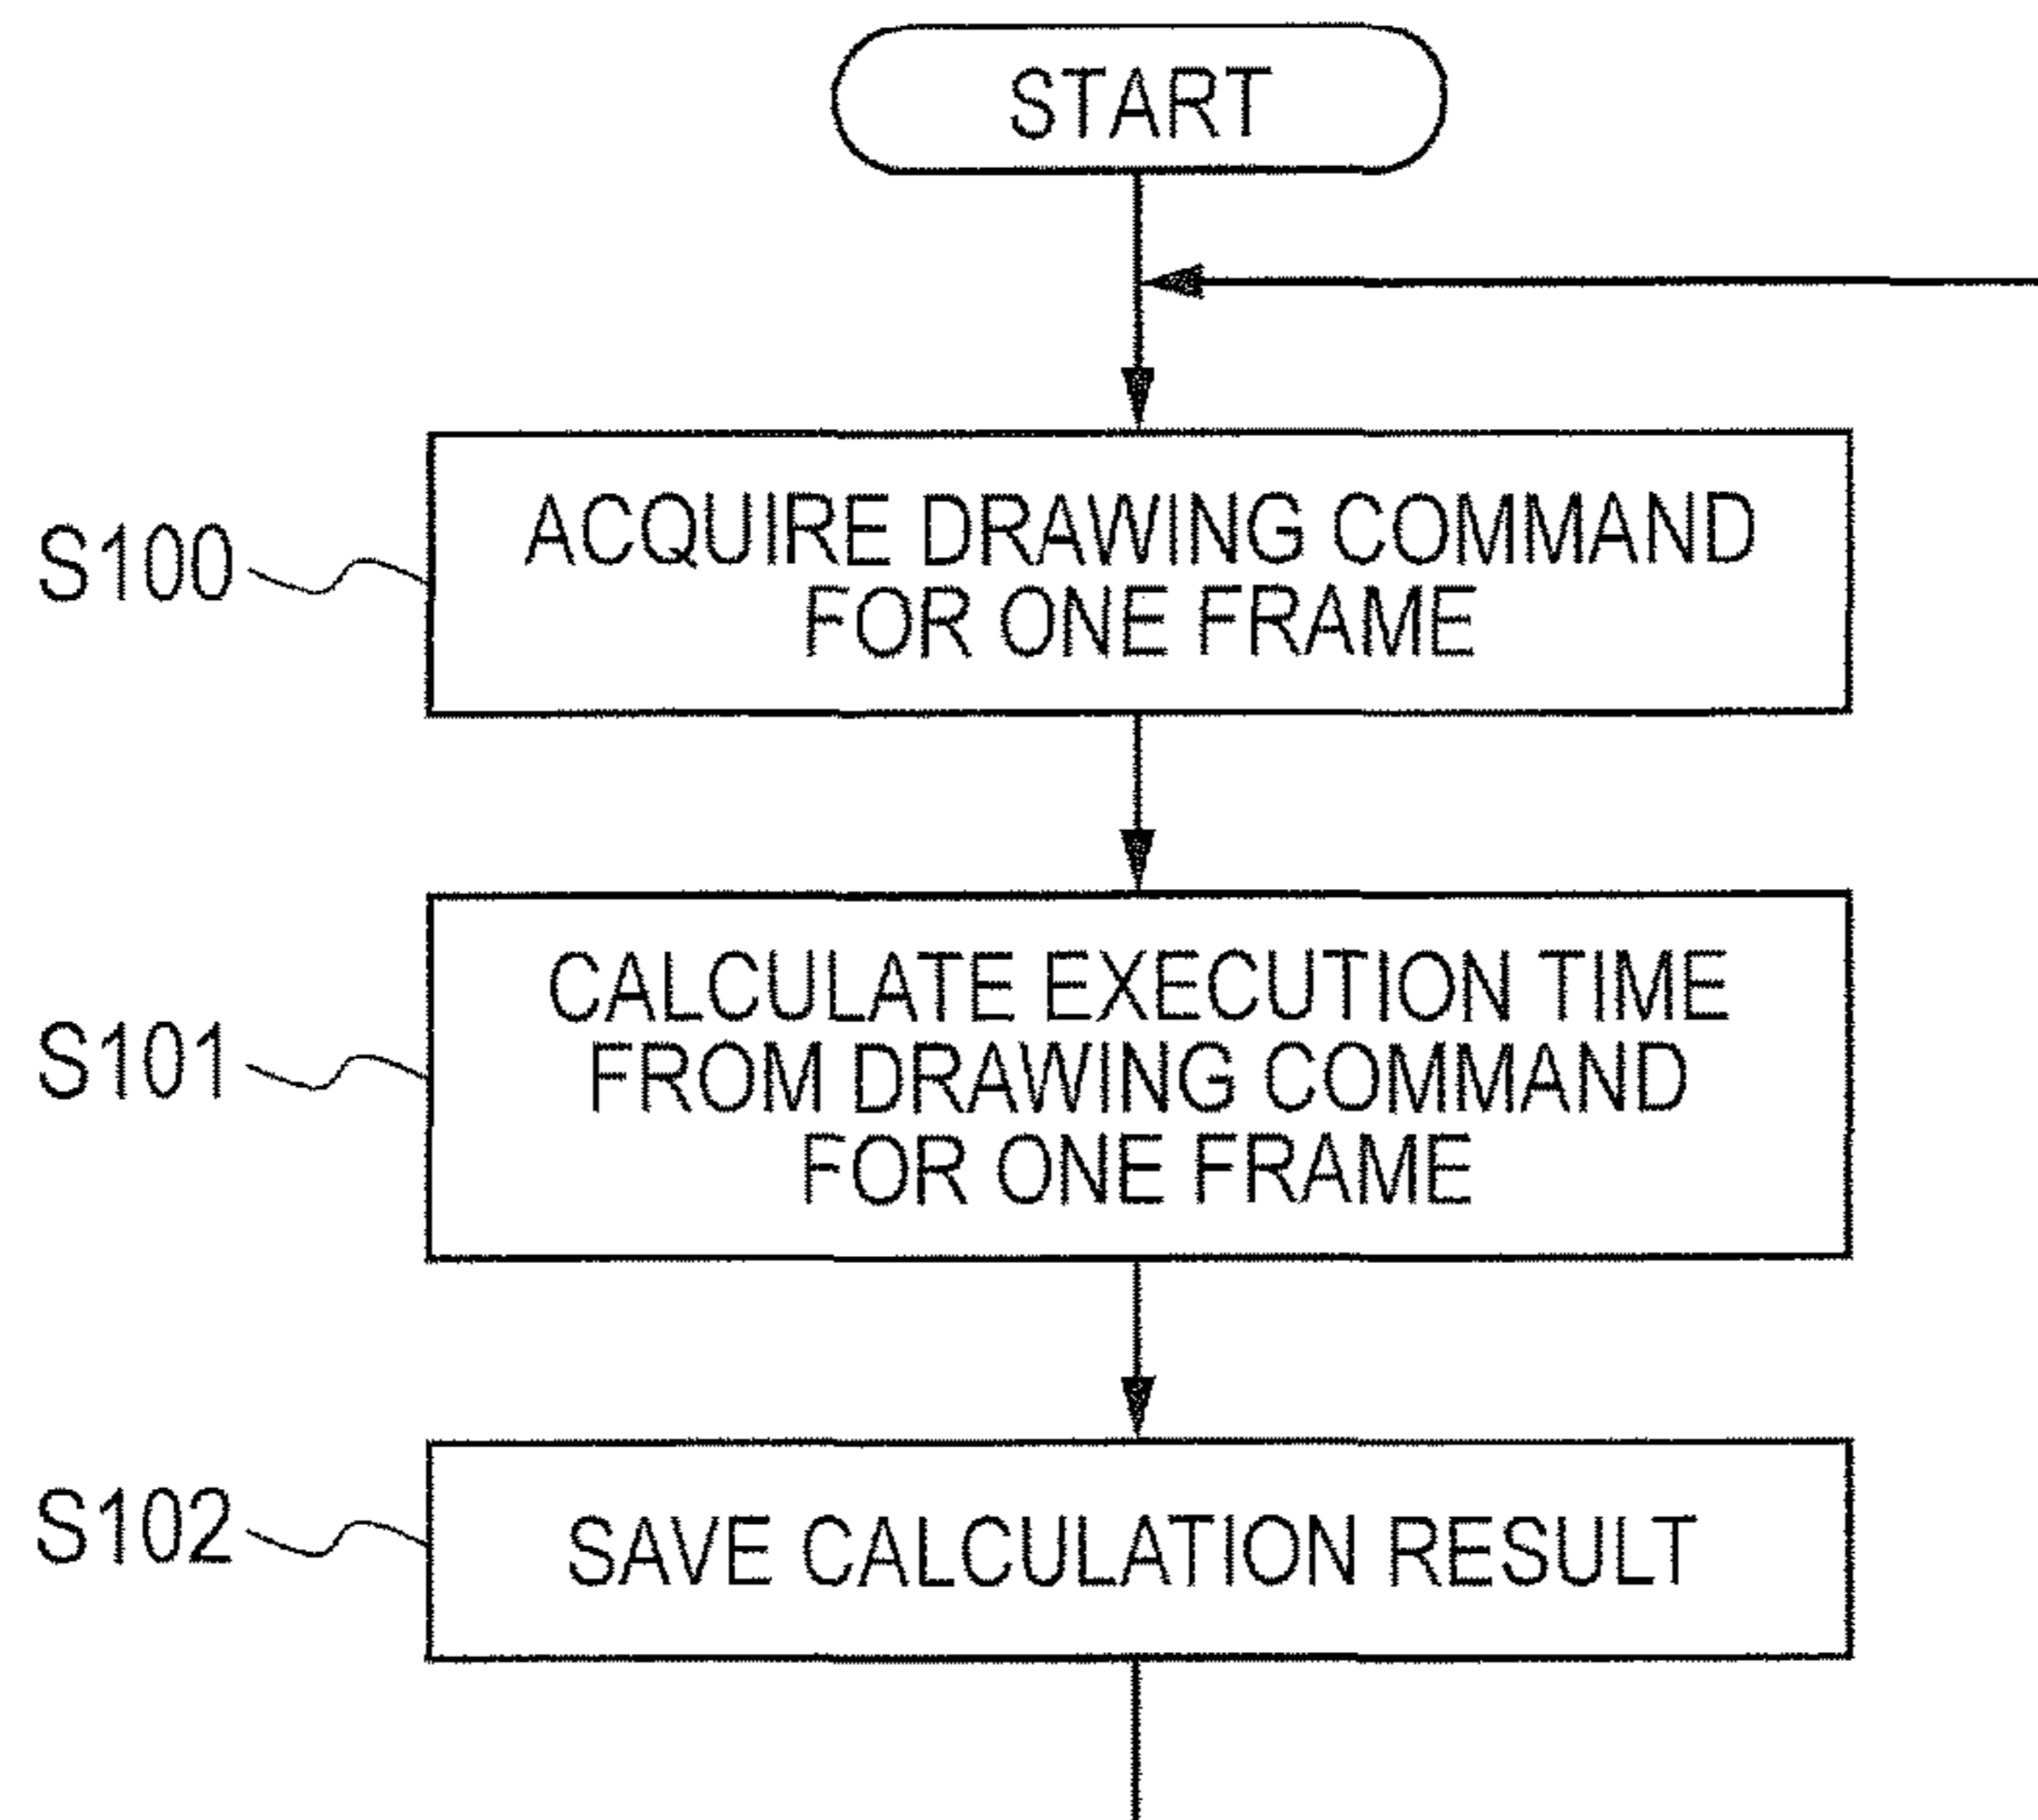 START
S100
ACQUIRE DRAWING COMMAND
FOR ONE FRAME
S101
CALCULATE EXECUTION TIME
FROM DRAWING COMMAND
FOR ONE FRAME
S102
SAVE CALCULATION RESULT